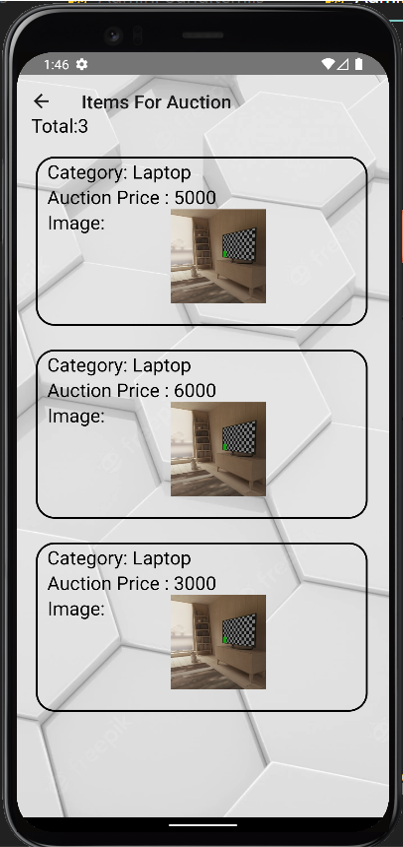 1:46
Items For Auction
Total:3
Category: Laptop
Auction Price : 5000
Image:
Category: Laptop
Auction Price : 6000
Image:
Category: Laptop
Auction Price : 3000
Image: